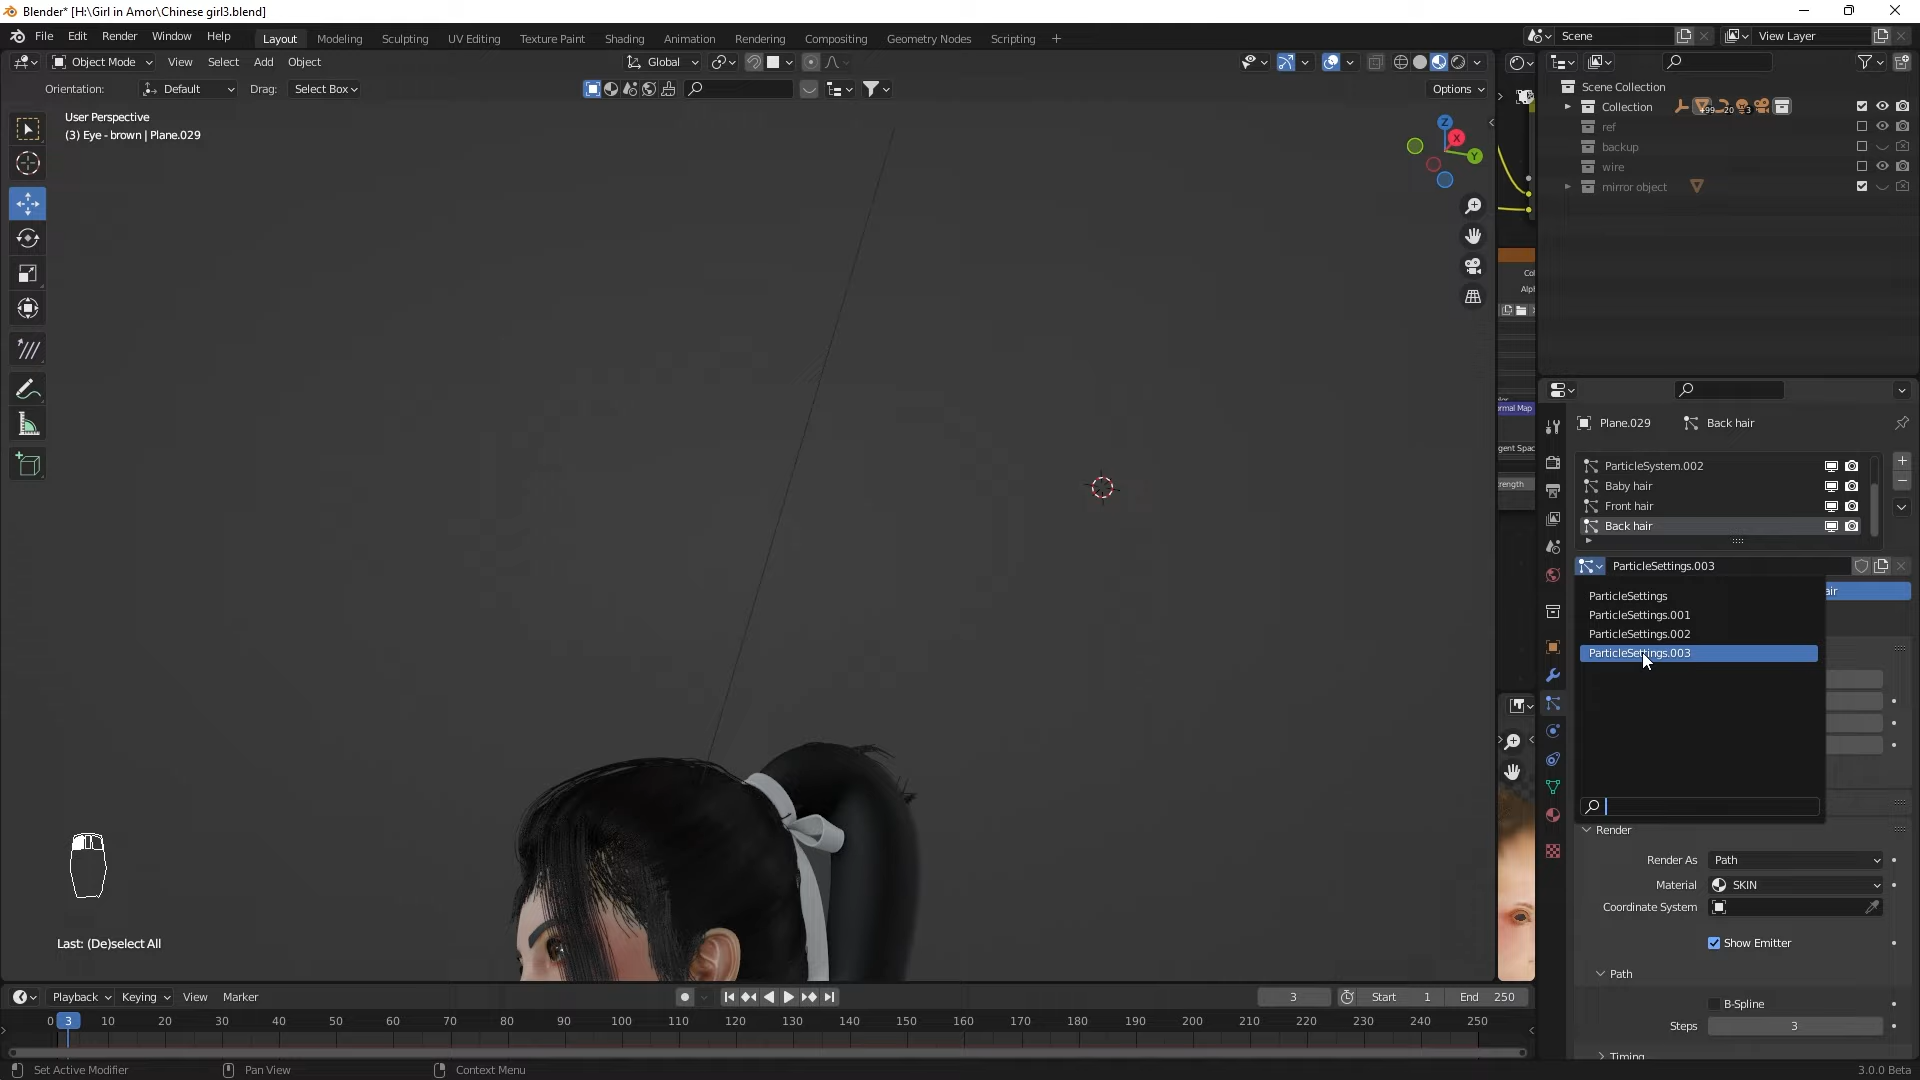 Blender* [H:\Girl in Amor\Chinese girl3.blend]
File Edit Render Window Help Layout Modeling Sculpting UV Editing Texture Paint Shading Animation Rendering Compositing Geometry Nodes Scripting Scene View Layer
Object Mode View Select Add Object Global
Orientation: Default Drag: Select Box Options
User Perspective
(3) Eye - brown | Plane.029
Z
X
Y
Scene Collection
Collection
ref
backup
wire
mirror object
Plane.029 Back hair
ParticleSystem.002
Baby hair
Front hair
Back hair
ParticleSettings.003
ParticleSettings
ParticleSettings.001
ParticleSettings.002
ParticleSettings.003
Render
Render As Path
Material SKIN
Coordinate System
Show Emitter
Path
B-Spline
Steps 3
Timing
Last: (De)select All
Playback Keying View Marker 3 Start 1 End 250
0 3 10 20 30 40 50 60 70 80 90 100 110 120 130 140 150 160 170 180 190 200 210 220 230 240 250
Set Active Modifier Pan View Context Menu 3.0.0 Beta